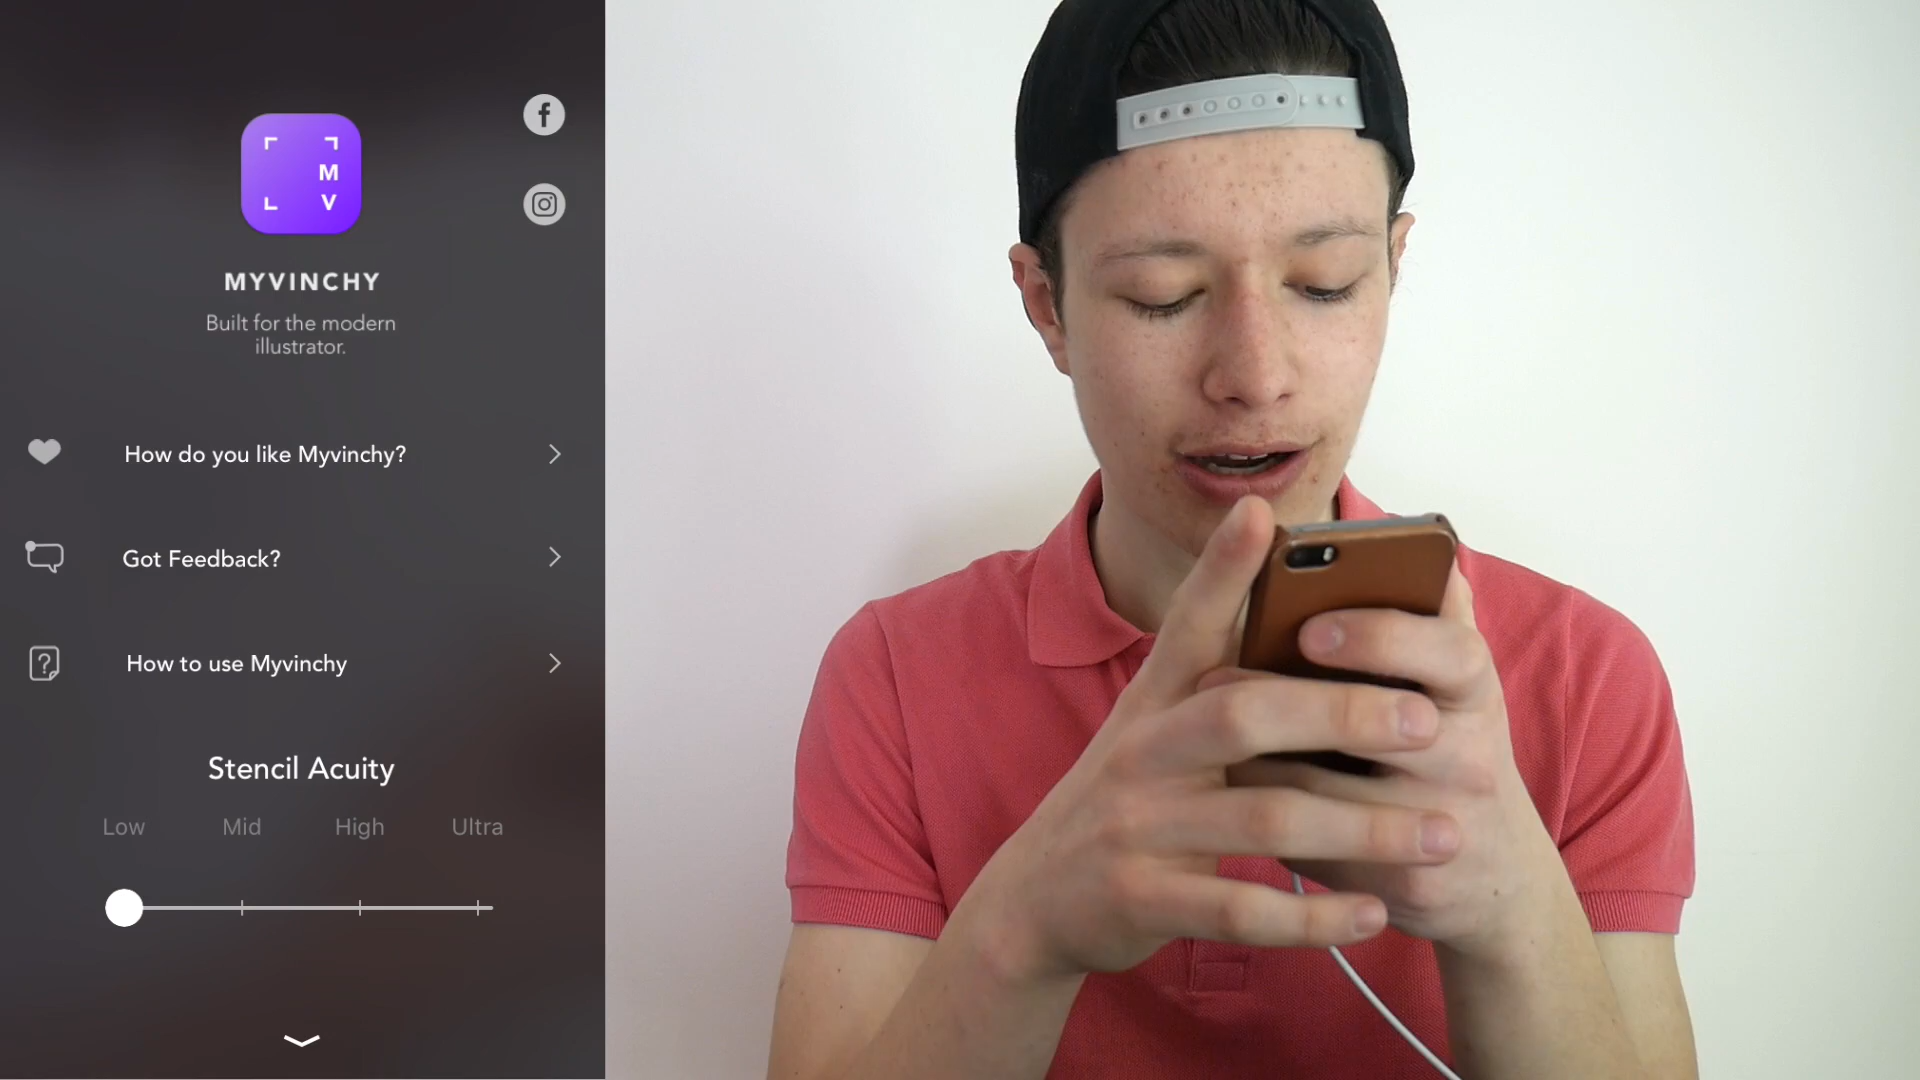 M
V
MYVINCHY
Built for the modern
illustrator.
How do you like Myvinchy?
Got Feedback?
How to use Myvinchy
Stencil Acuity
Low Mid High Ultra